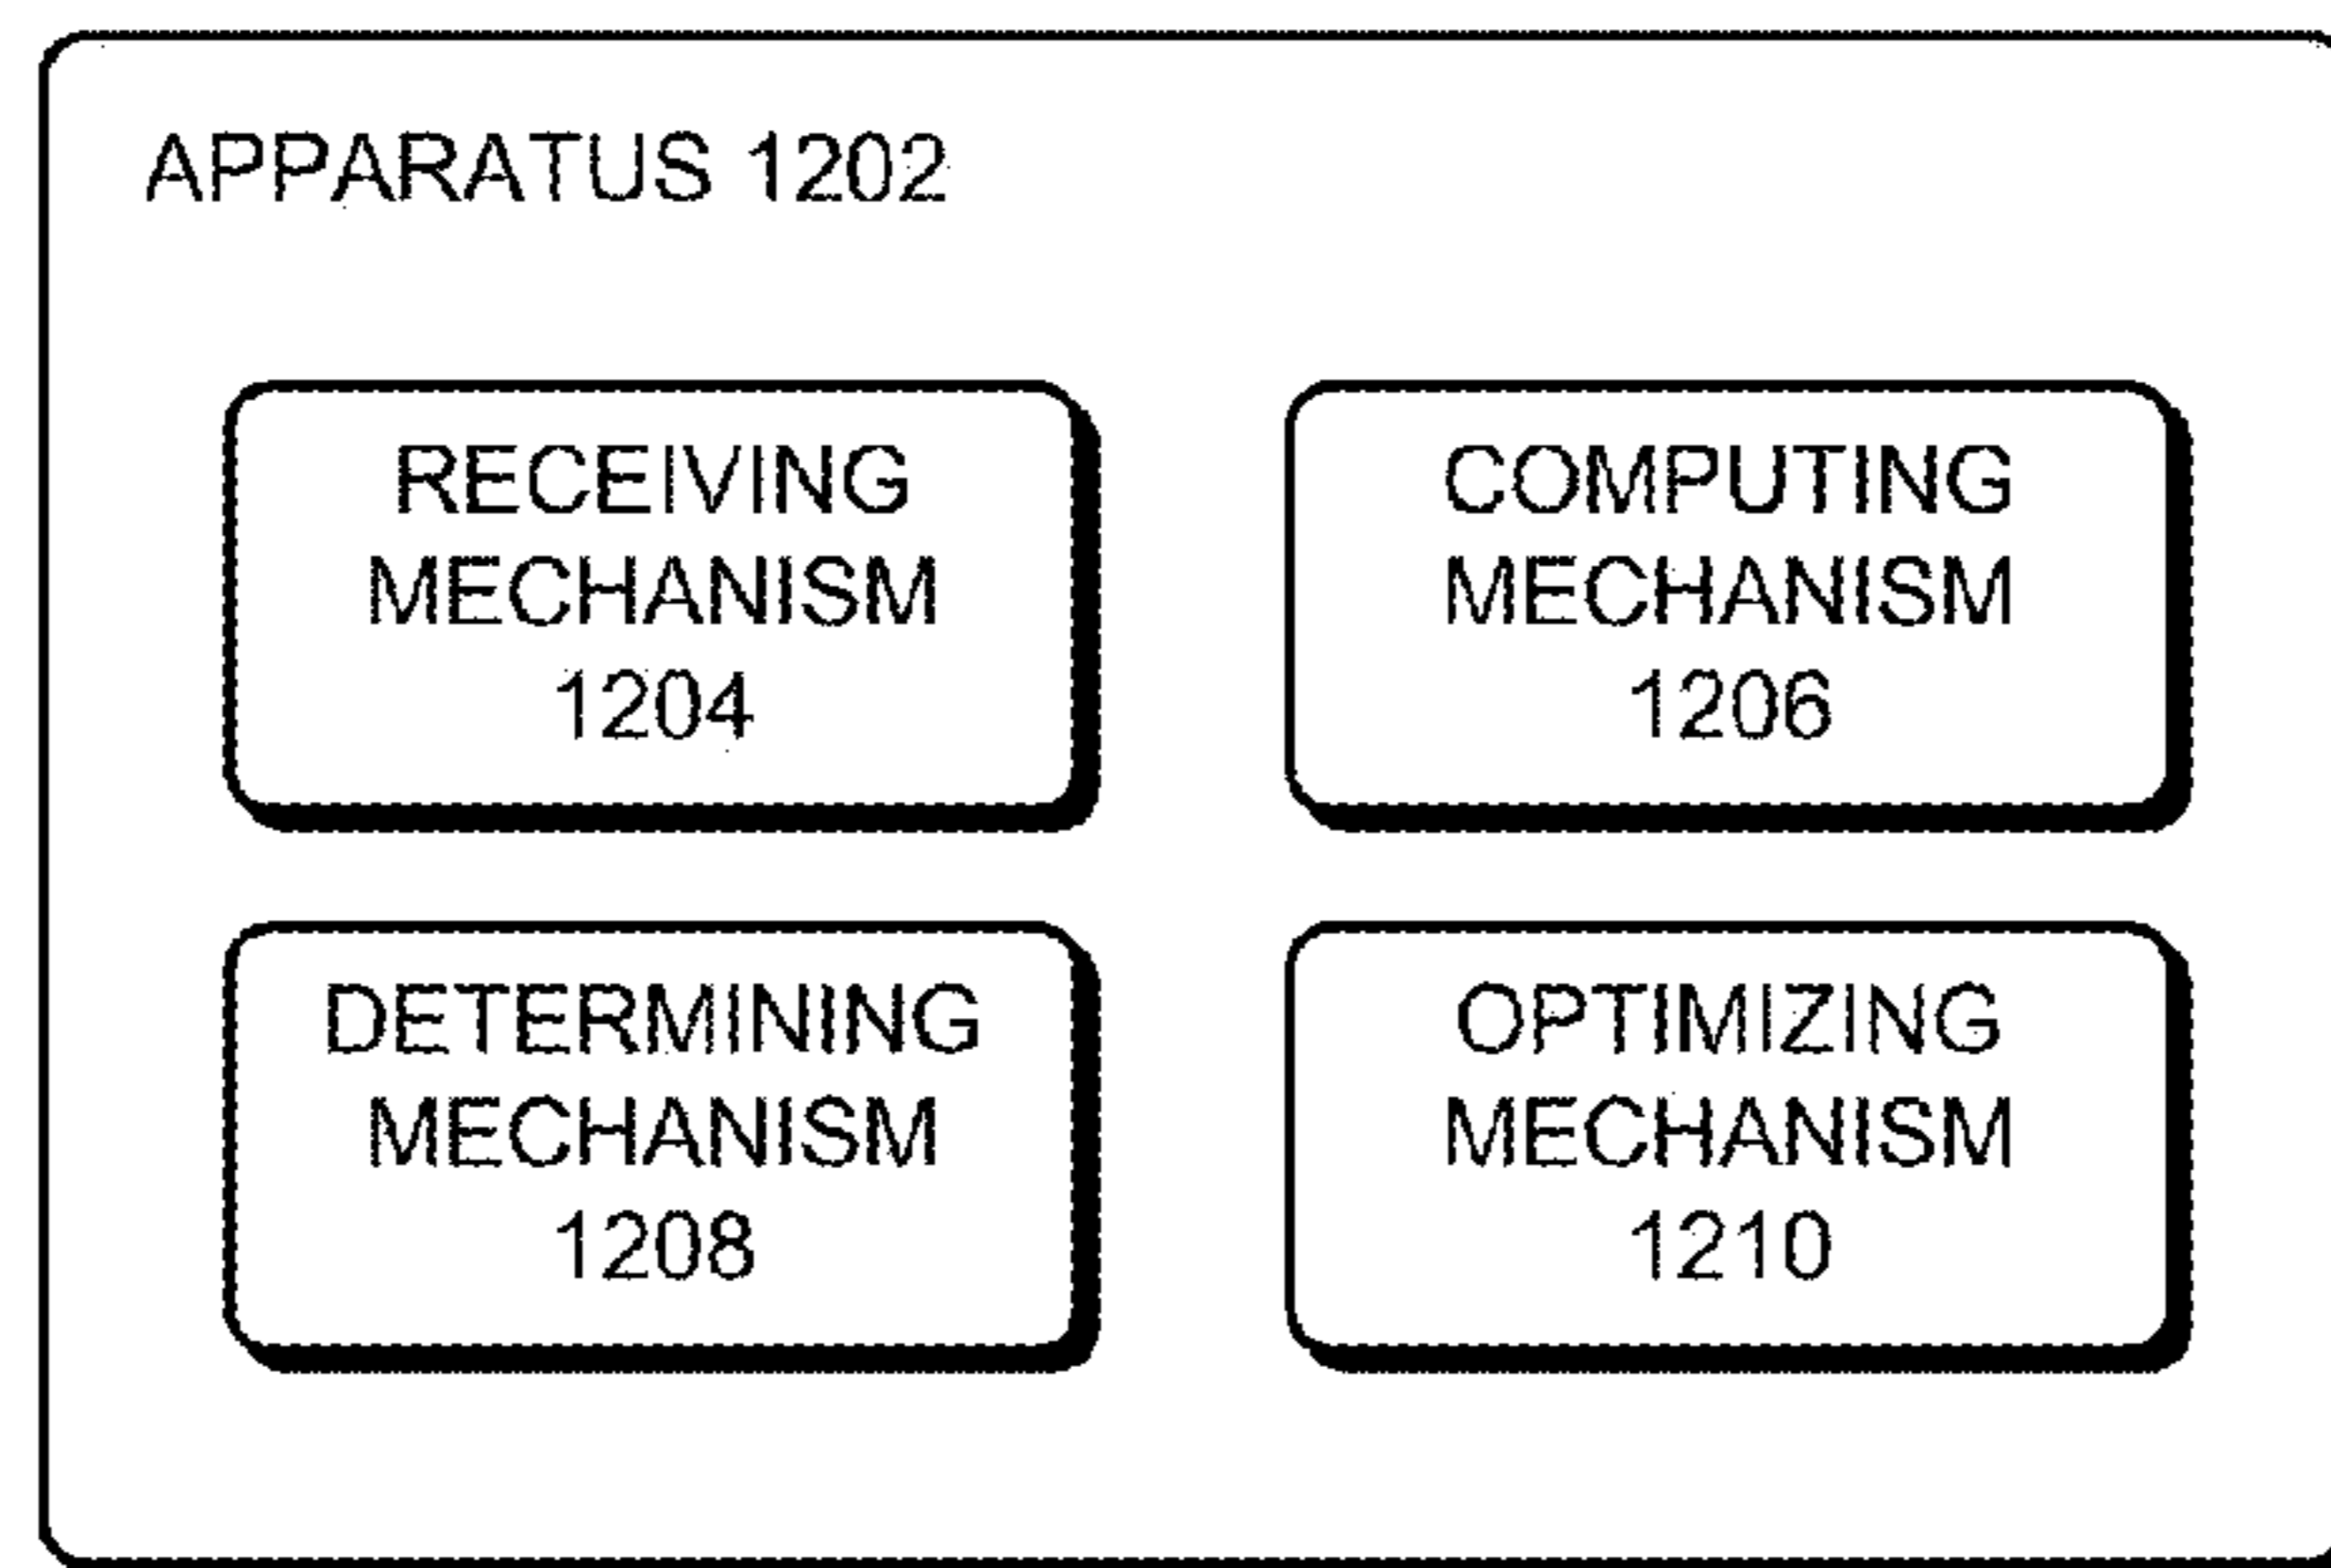 APPARATUS 1202
RECEIVING
MECHANISM
1204
COMPUTING
MECHANISM
1206
DETERMINING
MECHANISM
1208
OPTIMIZING
MECHANISM
1210